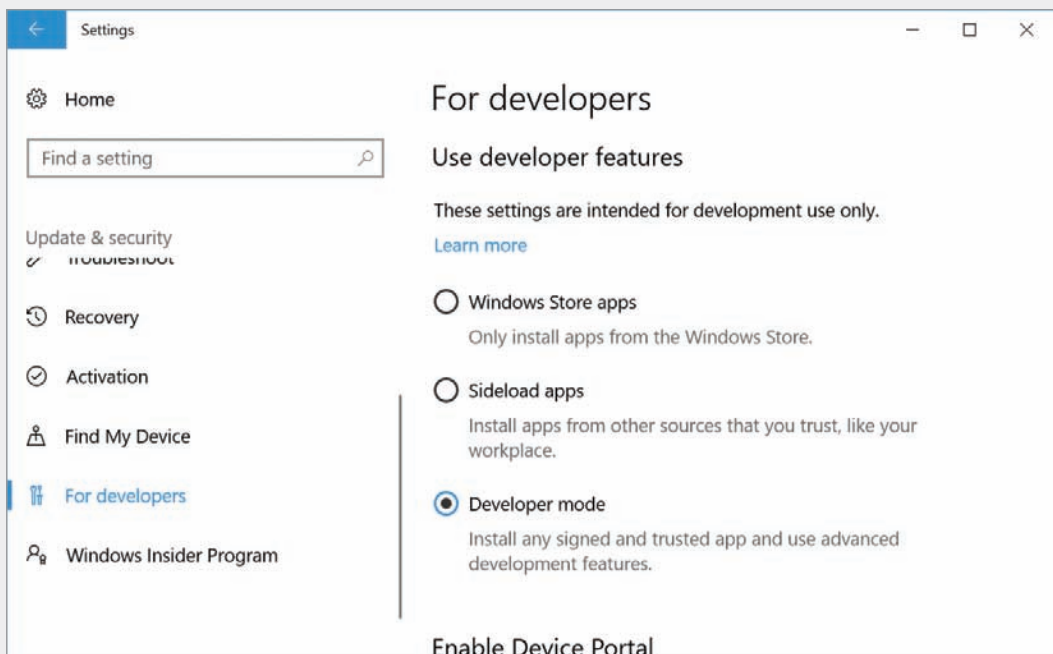 Settings
Home
Find a setting
Update & security
Troubleshoot
Recovery
Activation
Find My Device
For developers
Windows Insider Program
For developers
Use developer features
These settings are intended for development use only.
Learn more
Windows Store apps
Only install apps from the Windows Store.
Sideload apps
Install apps from other sources that you trust, like your
workplace.
Developer mode
Install any signed and trusted app and use advanced
development features.
Enable Device Portal